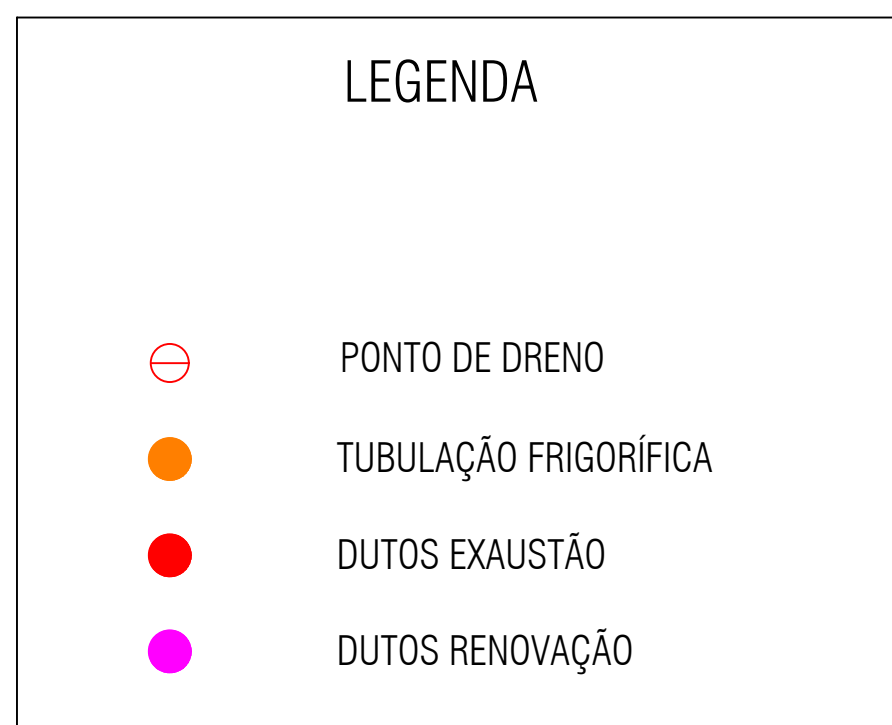 LEGENDA
PONTO DE DRENO
TUBULAÇÃO FRIGORÍFICA
DUTOS EXAUSTÃO
DUTOS RENOVAÇÃO